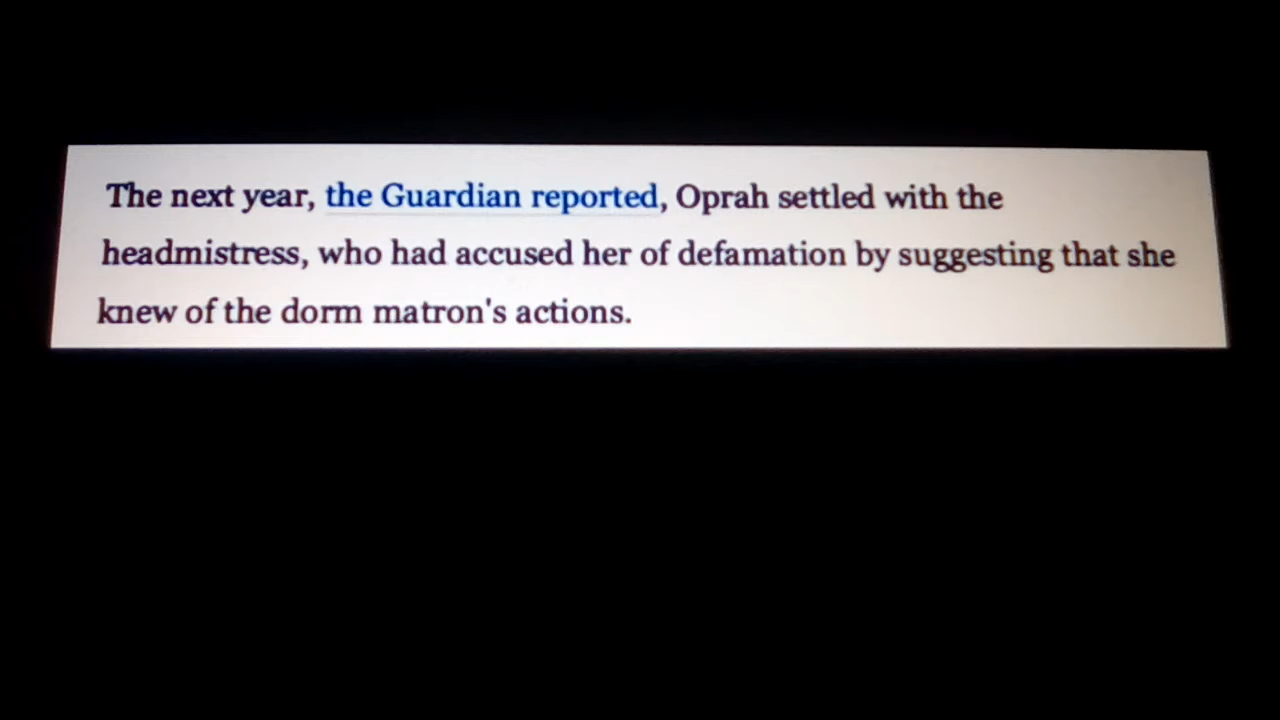 The next year, the Guardian reported, Oprah settled with the
headmistress, who had accused her of defamation by suggesting that she
knew of the dorm matron's actions.